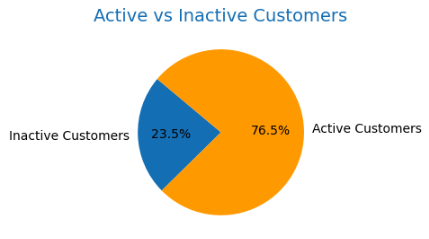 Active vs Inactive Customers
Inactive Customers
23.5%
76.5%
Active Customers